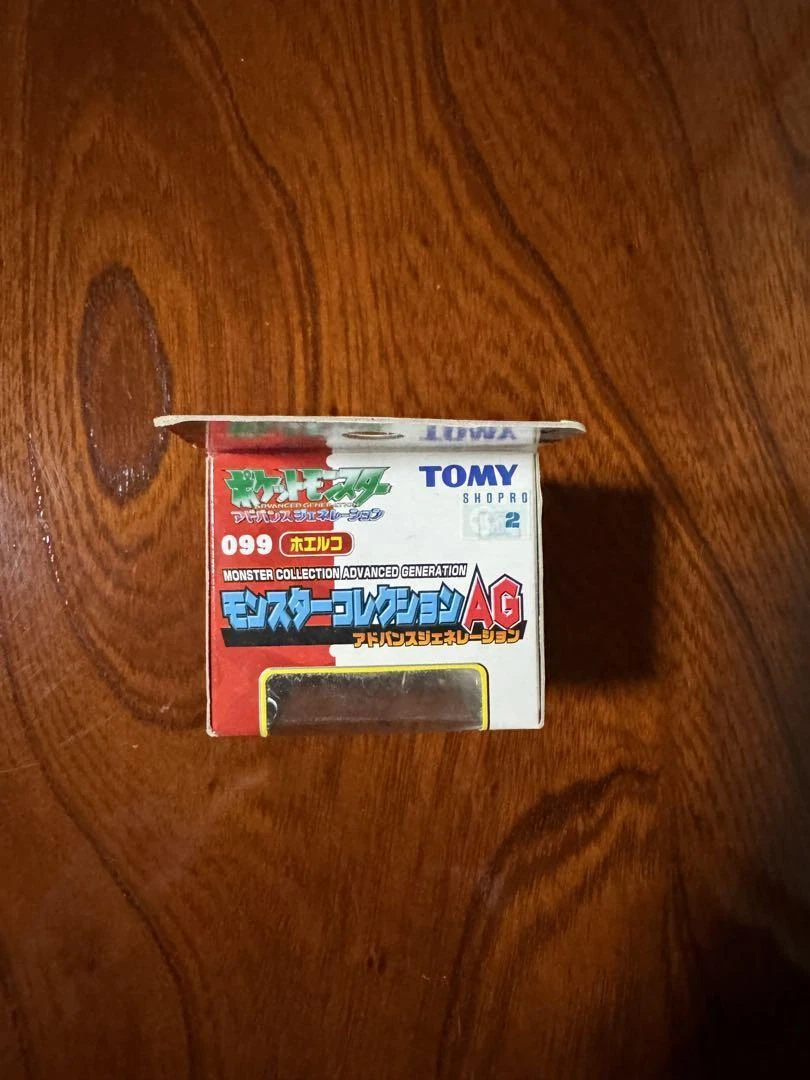 ポケットモンスター
ADVANCED GENERATION
アドバンスジェネレーション
TOMY
SHOPRO
2
099 ホエルコ
MONSTER COLLECTION ADVANCED GENERATION
モンスターコレクションAG
アドバンスジェネレーション